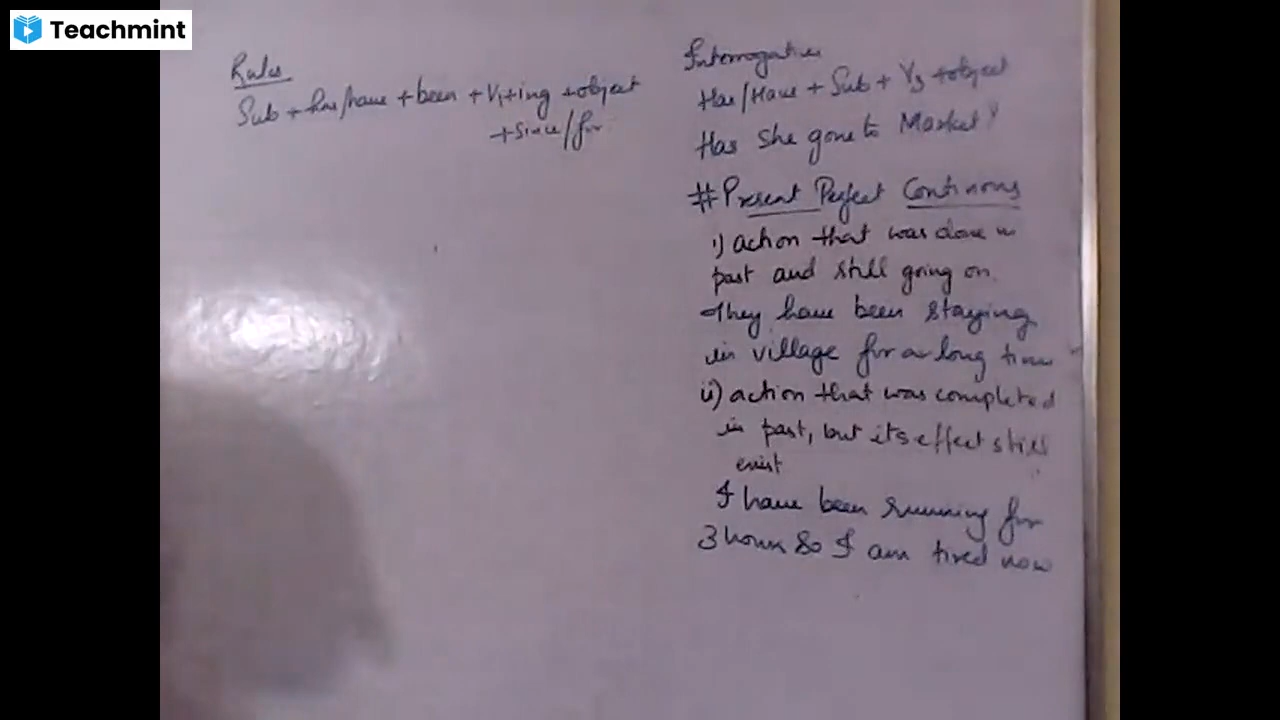 Teachmint
Rules
Sub + has/have + been + V1+ing + object
+ since/for
Interrogative
Has/Have + Sub + V3 + object
Has she gone to Market?
#Present Perfect Continous
i) action that was done in
past and still going on.
They have been staying
in village for a long time
ii) action that was completed
in past, but its effect still
exist
I have been running for
3 hours So I am tired now